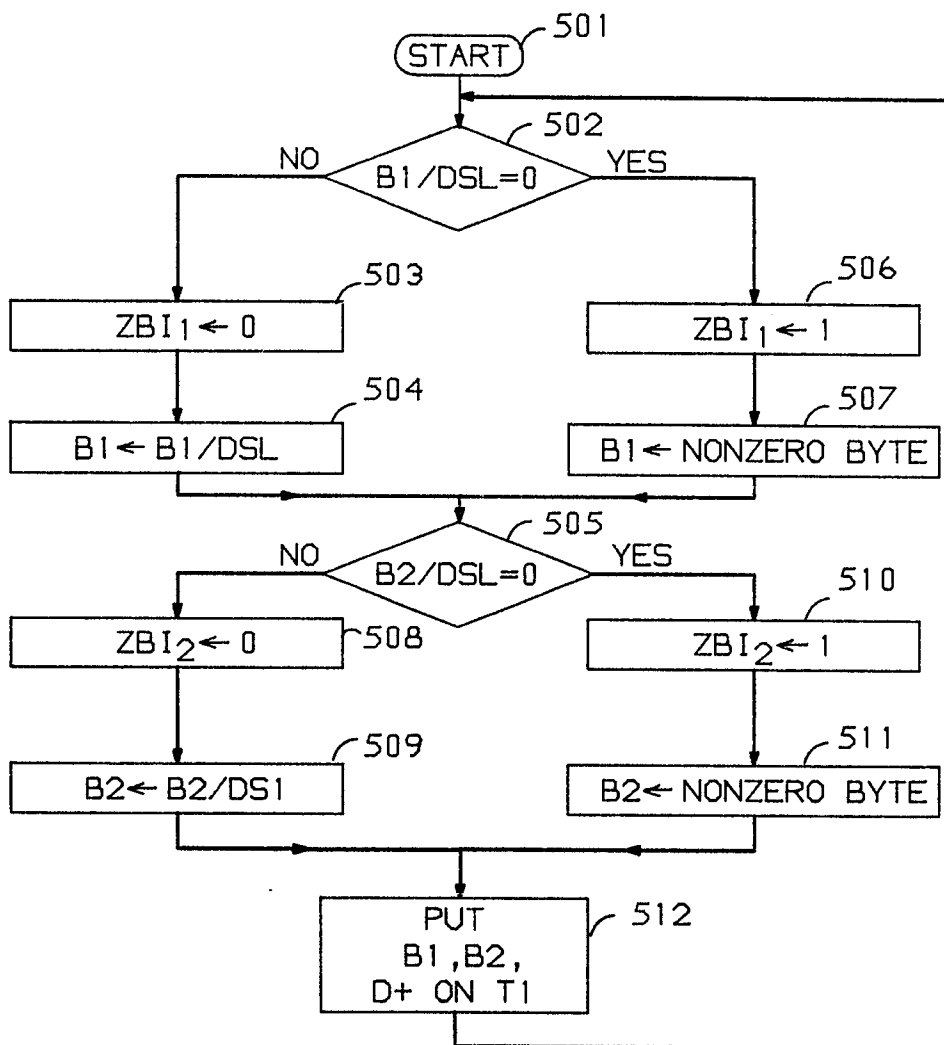 501
START
502
NO
B1/DSL=0
YES
503
ZBI1 ← 0
506
ZBI1 ← 1
504
B1 ← B1/DSL
507
B1 ← NONZERO BYTE
505
NO
B2/DSL=0
YES
508
ZBI2 ← 0
510
ZBI2 ← 1
509
B2 ← B2/DS1
511
B2 ← NONZERO BYTE
512
PUT
B1,B2,
D+ ON T1